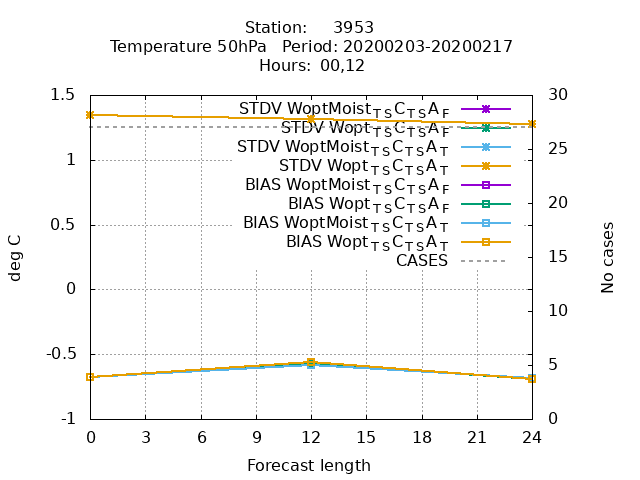 Station: 3953
Temperature 50hPa Period: 20200203-20200217
Hours: 00,12
1.5
1
0.5
0
-0.5
-1
deg C
30
25
20
15
10
5
0
No cases
STDV WoptMoist_TS C_TS A_F
STDV Wopt_TS C_TS A_F
STDV WoptMoist_TS C_TS A_T
STDV Wopt_TS C_TS A_T
BIAS WoptMoist_TS C_TS A_F
BIAS Wopt_TS C_TS A_F
BIAS WoptMoist_TS C_TS A_T
BIAS Wopt_TS C_TS A_T
CASES
0 3 6 9 12 15 18 21 24
Forecast length